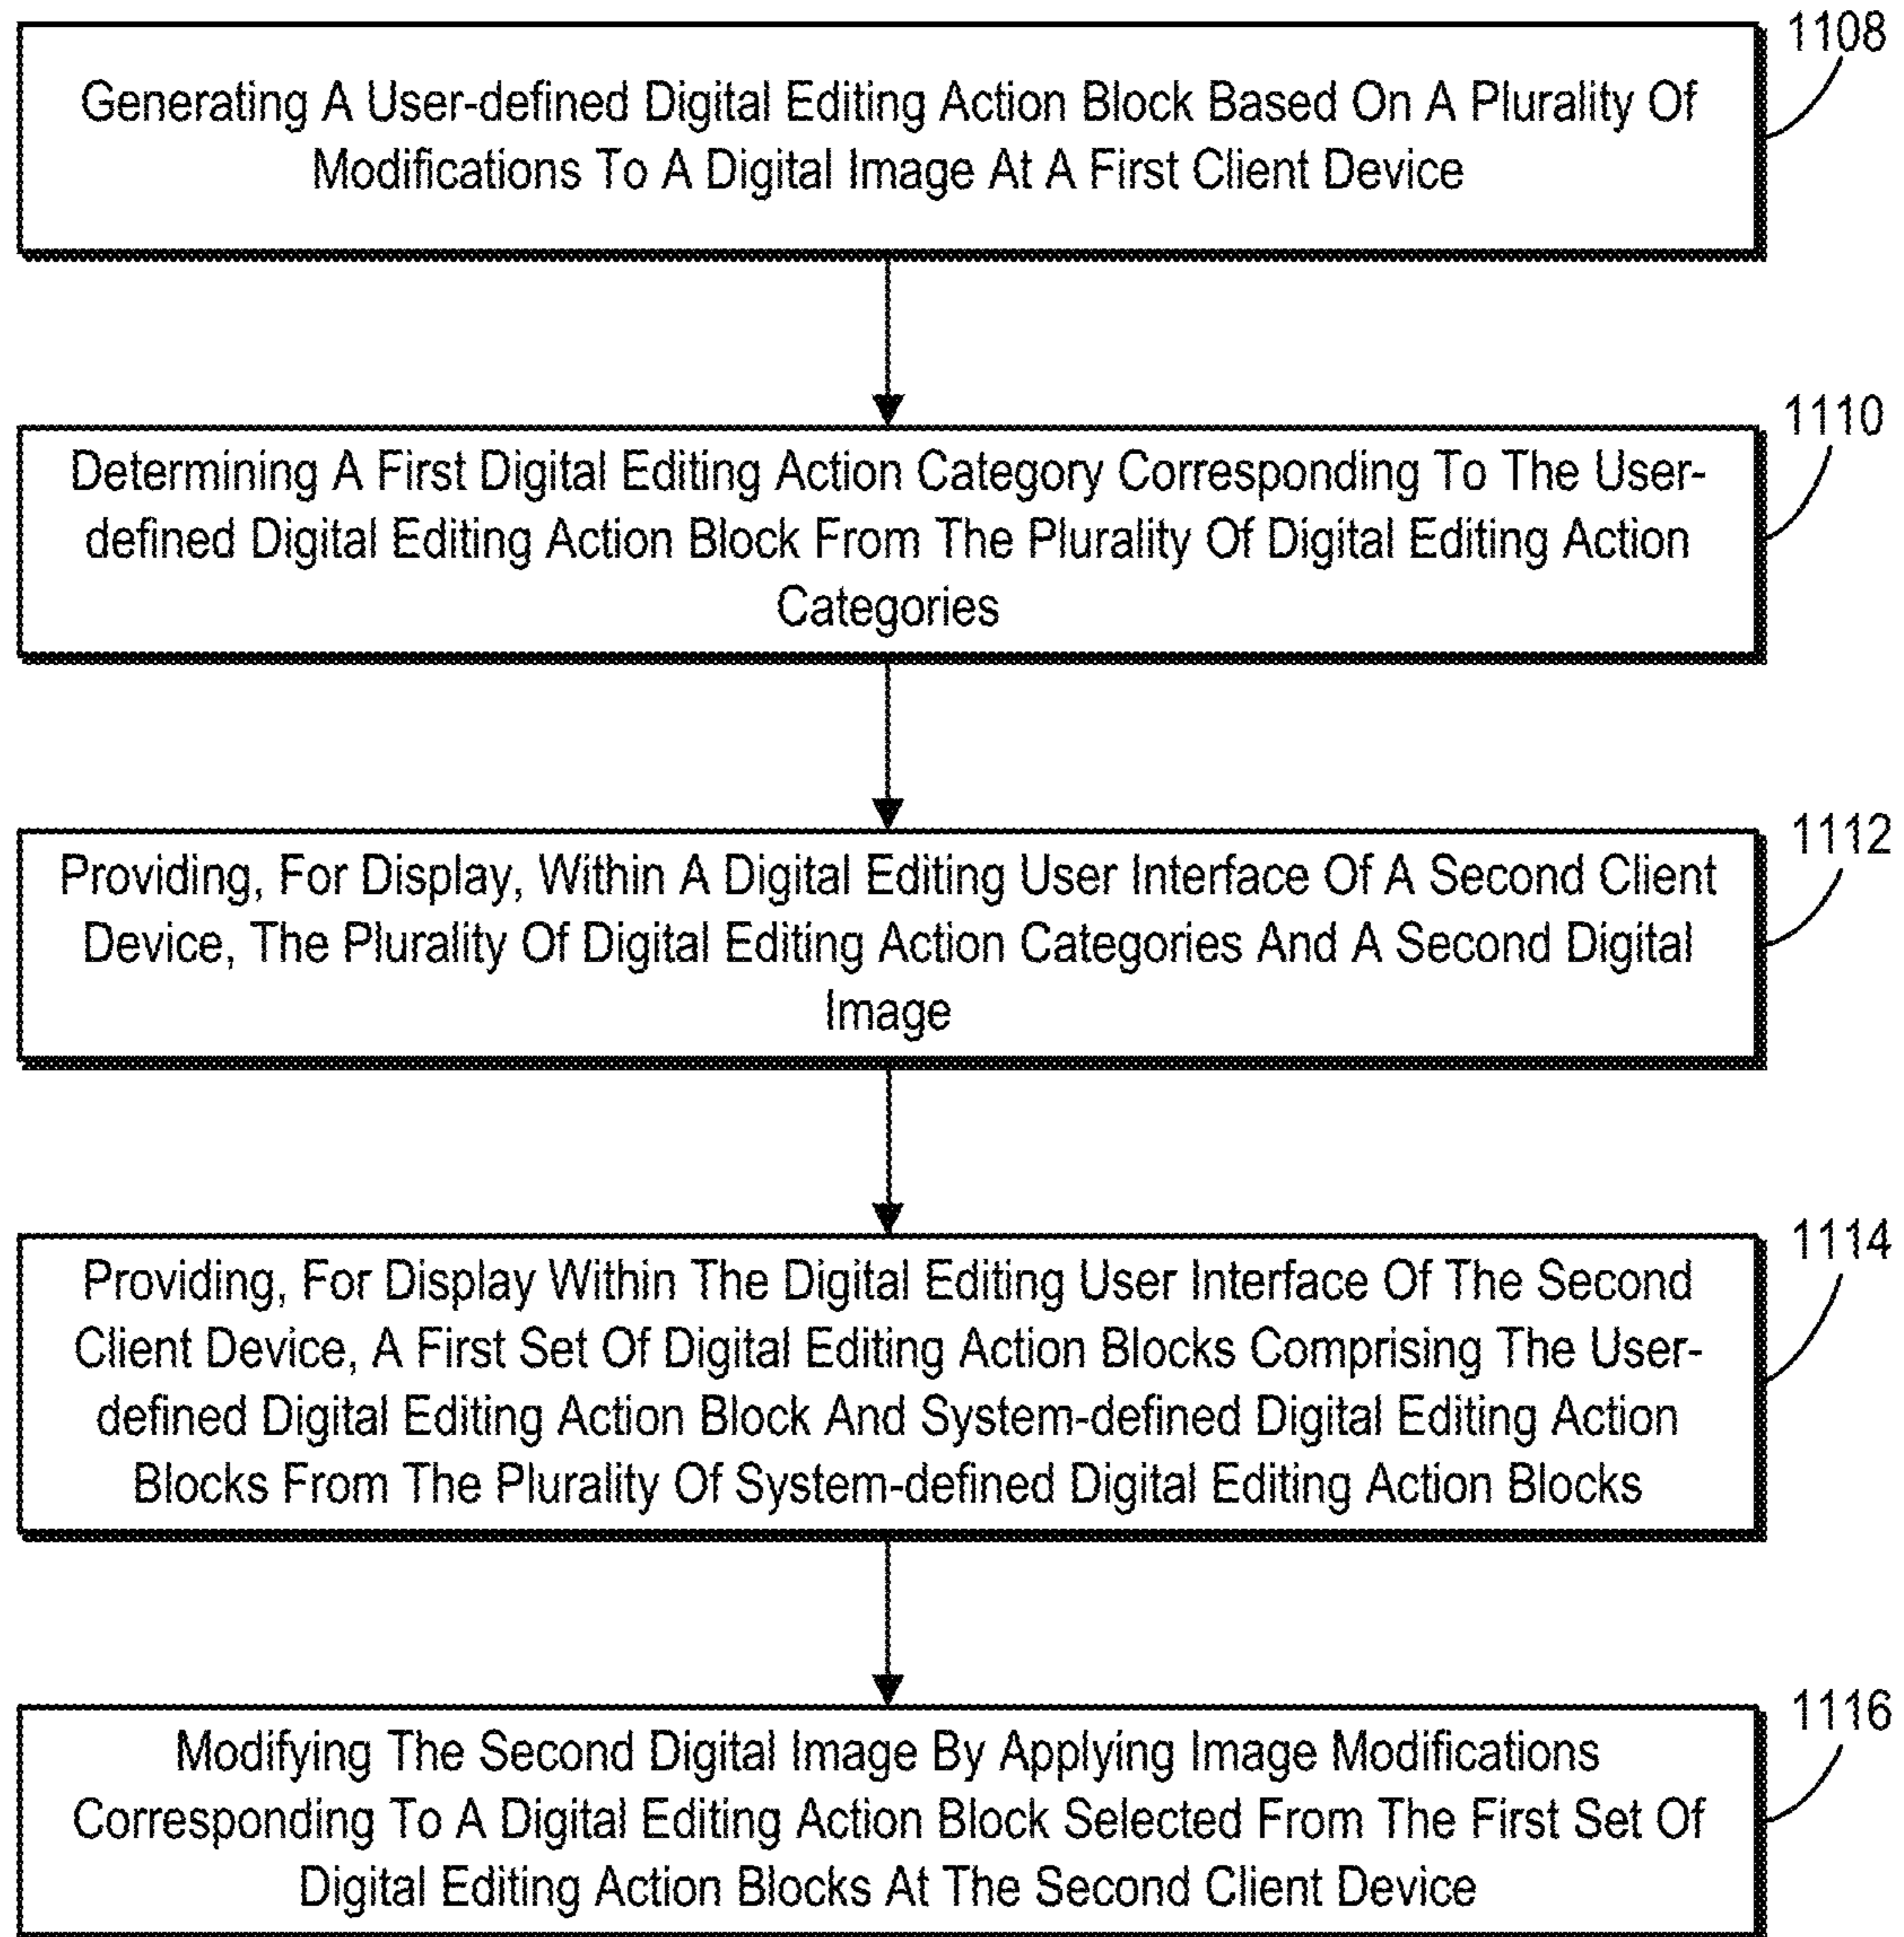 1108
Generating A User-defined Digital Editing Action Block Based On A Plurality Of
Modifications To A Digital Image At A First Client Device
1110
Determining A First Digital Editing Action Category Corresponding To The User-
defined Digital Editing Action Block From The Plurality Of Digital Editing Action
Categories
1112
Providing, For Display, Within A Digital Editing User Interface Of A Second Client
Device, The Plurality Of Digital Editing Action Categories And A Second Digital
Image
1114
Providing, For Display Within The Digital Editing User Interface Of The Second
Client Device, A First Set Of Digital Editing Action Blocks Comprising The User-
defined Digital Editing Action Block And System-defined Digital Editing Action
Blocks From The Plurality Of System-defined Digital Editing Action Blocks
1116
Modifying The Second Digital Image By Applying Image Modifications
Corresponding To A Digital Editing Action Block Selected From The First Set Of
Digital Editing Action Blocks At The Second Client Device